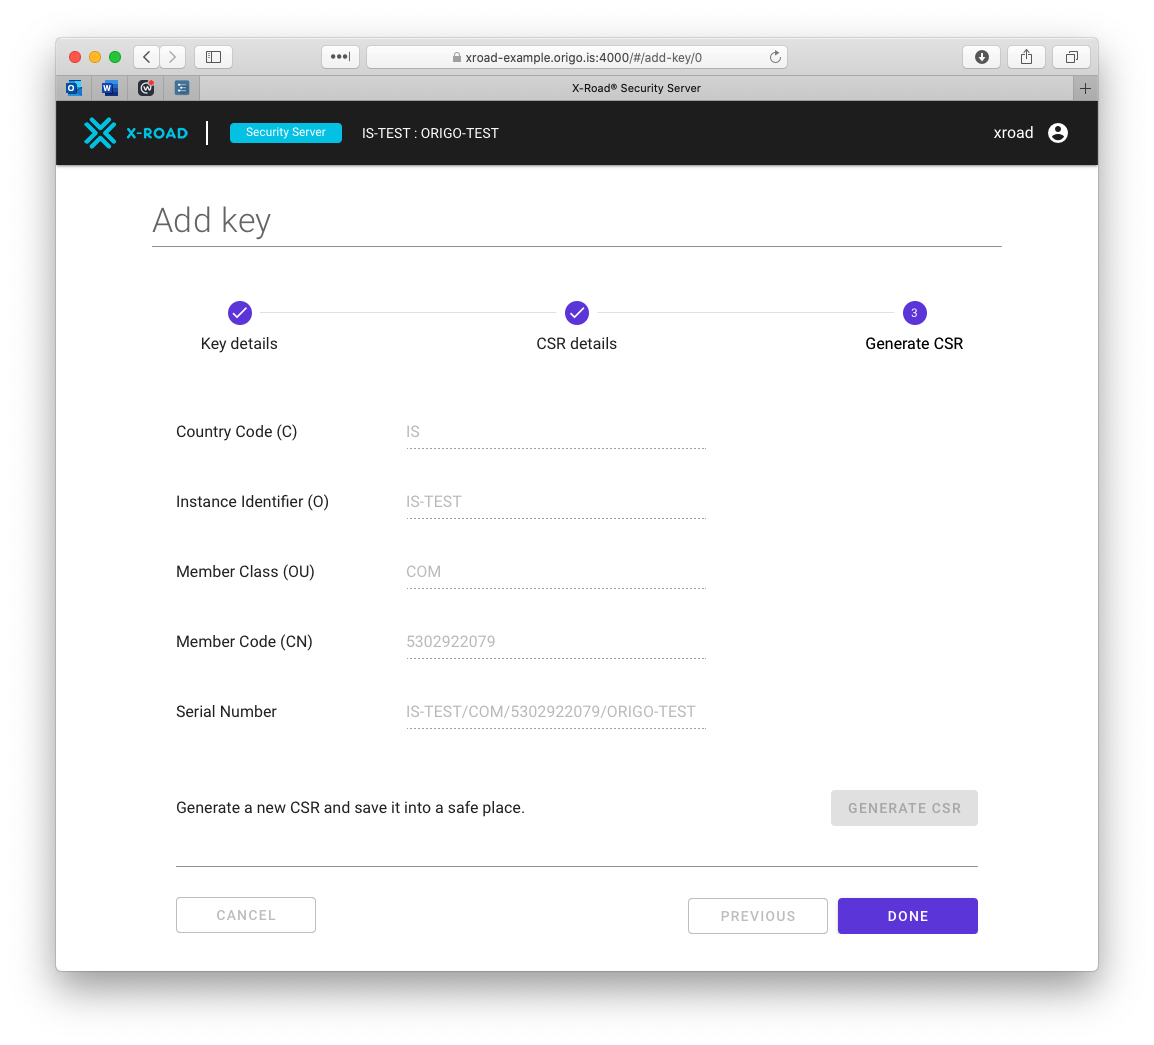 xroad-example.origo.is:4000/#/add-key/0
X-Road® Security Server
X-ROAD Security Server IS-TEST : ORIGO-TEST xroad
Add key
3
Key details CSR details Generate CSR
Country Code (C) IS
Instance Identifier (O) IS-TEST
Member Class (OU) COM
Member Code (CN) 5302922079
Serial Number IS-TEST/COM/5302922079/ORIGO-TEST
Generate a new CSR and save it into a safe place. GENERATE CSR
CANCEL PREVIOUS DONE